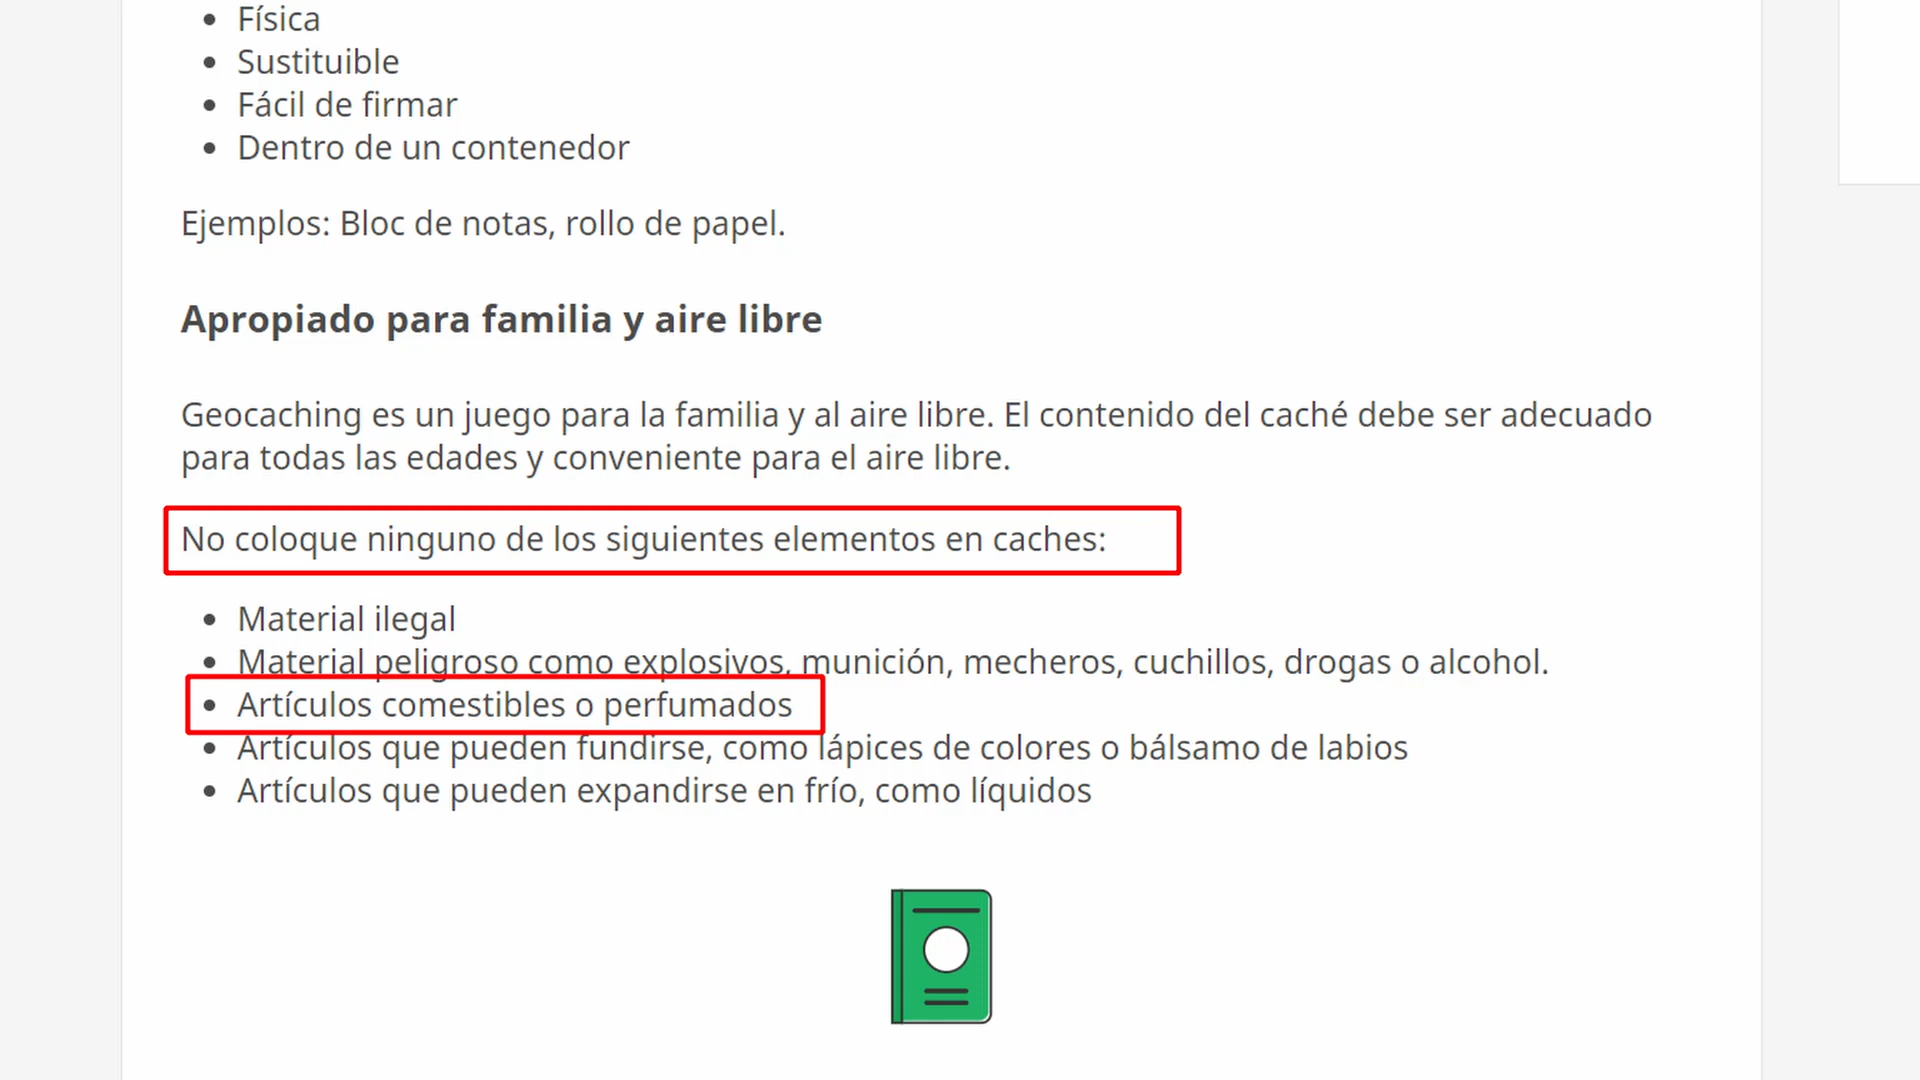 Física
Sustituible
Fácil de firmar
Dentro de un contenedor
Ejemplos: Bloc de notas, rollo de papel.
Apropiado para familia y aire libre
Geocaching es un juego para la familia y al aire libre. El contenido del caché debe ser adecuado
para todas las edades y conveniente para el aire libre.
No coloque ninguno de los siguientes elementos en caches:
Material ilegal
Material peligroso como explosivos, munición, mecheros, cuchillos, drogas o alcohol.
Artículos comestibles o perfumados
Artículos que pueden fundirse, como lápices de colores o bálsamo de labios
Artículos que pueden expandirse en frío, como líquidos